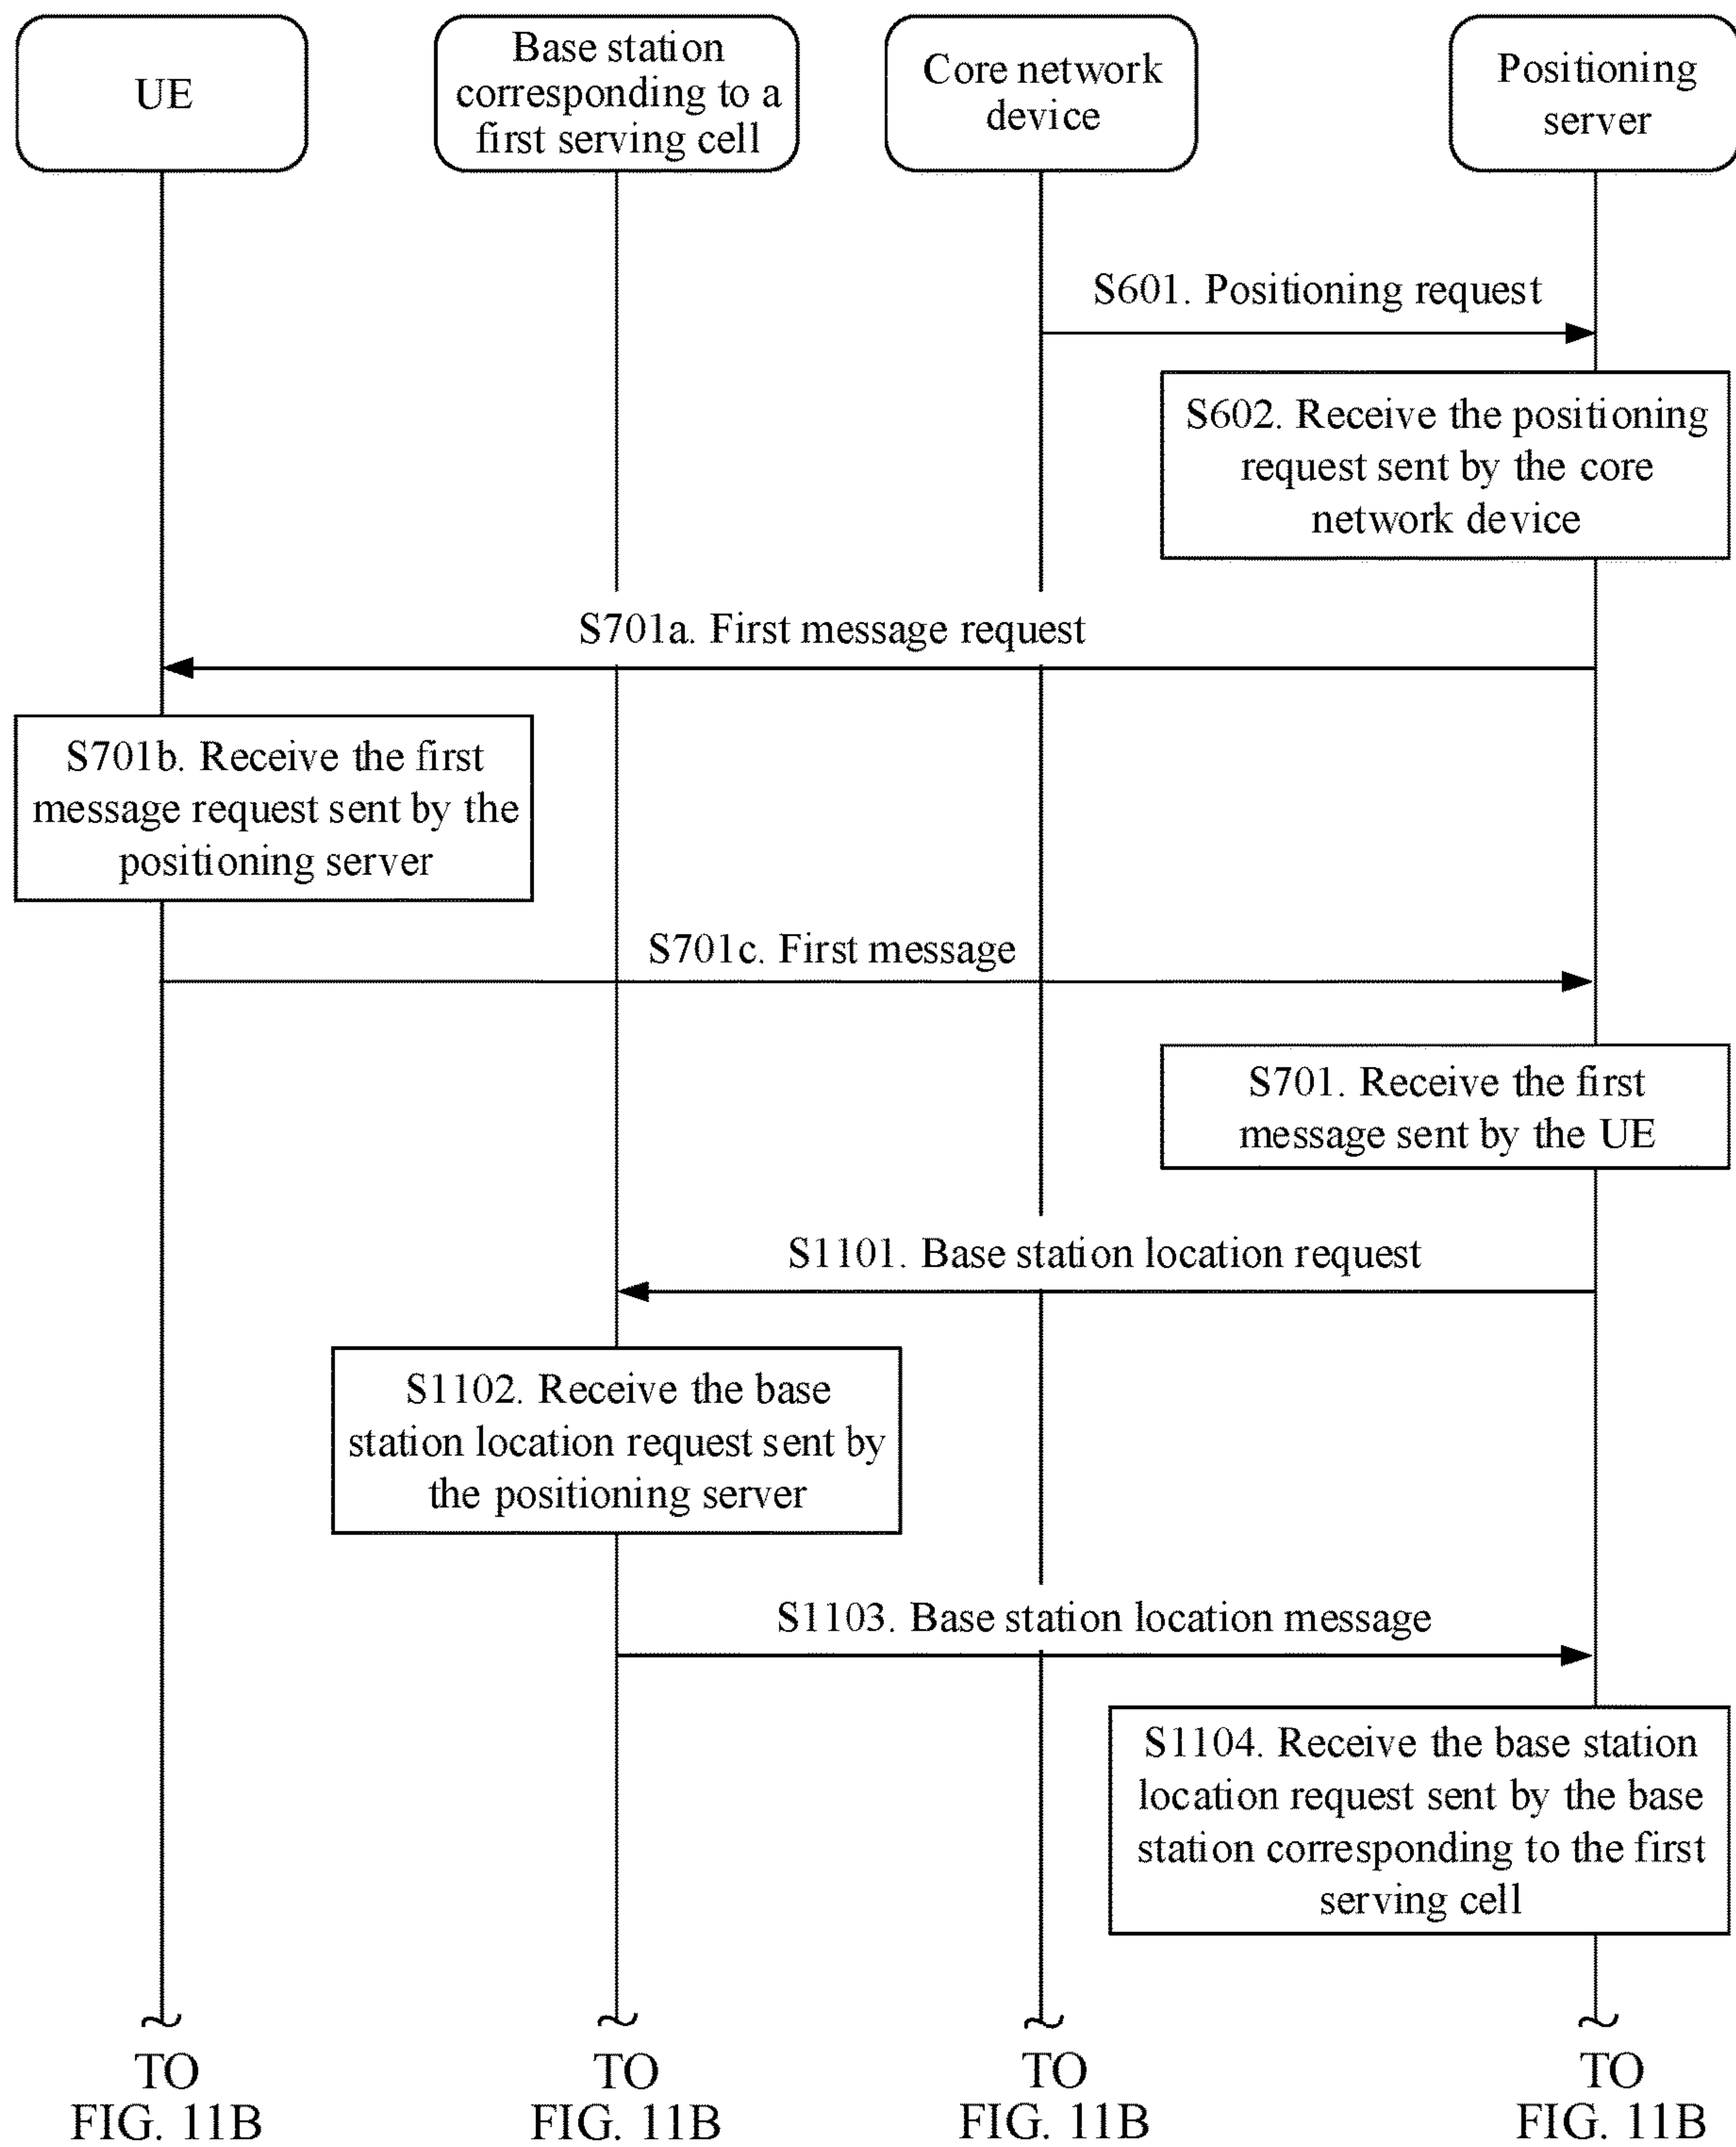 UE
Base station
corresponding to a
first serving cell
Core network
device
Positioning
server
S601. Positioning request
S602. Receive the positioning
request sent by the core
network device
S701a. First message request
S701b. Receive the first
message request sent by the
positioning server
S701c. First message
S701. Receive the first
message sent by the UE
S1101. Base station location request
S1102. Receive the base
station location request sent by
the positioning server
S1103. Base station location message
S1104. Receive the base station
location request sent by the base
station corresponding to the first
serving cell
TO
FIG. 11B
TO
FIG. 11B
TO
FIG. 11B
TO
FIG. 11B